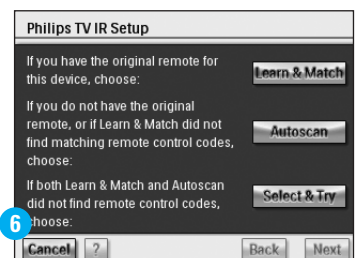 Philips TV IR Setup
If you have the original remote for
this device, choose:
Learn & Match
If you do not have the original
remote, or if Learn & Match did not
find matching remote control codes,
choose:
Autoscan
If both Learn & Match and Autoscan
did not find remote control codes,
choose:
Select & Try
6
Cancel ? Back Next